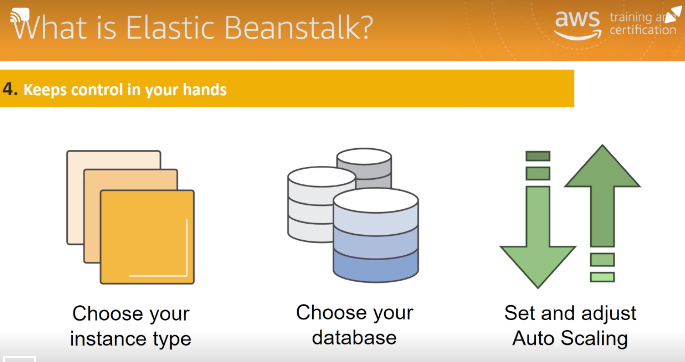 What is Elastic Beanstalk?
aws training and
certification
4. Keeps control in your hands
Choose your
instance type
Choose your
database
Set and adjust
Auto Scaling